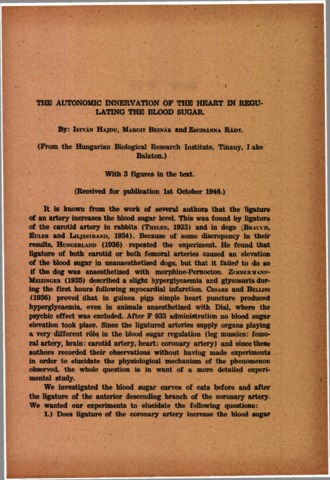 THE AUTONOMIC INNERVATION OF THE HEART IN REGU-
LATING THE BLOOD SUGAR.
By: István Hajdu, Margit Beznák and Zsuzsánna Rády.
(From the Hungarian Biological Research Institute, Tihany, Lake
Balaton.)
With 3 figures in the text.
(Received for publication 1st October 1946.)
It is known from the work of several authors that the ligature
of an artery increases the blood sugar level. This was found by ligature
of the carotid artery in rabbits (Thelen, 1933) and in dogs (Brauch,
Euler and Liljestrand, 1934). Because of some discrepancy in their
results, Hungerland (1936) repeated the experiment. He found that
ligature of both carotid or both femoral arteries caused an elevation
of the blood sugar in unanaesthetised dogs, but that it failed to do so
if the dog was anaesthetized with morphine-Pernocton. Zimmermann-
Meizinger (1935) described a slight hyperglycaemia and glycosuria dur-
ing the first hours following myocardial infarction. Cesare and Bellini
(1936) proved that in guinea pigs simple heart puncture produced
hyperglycaemia, even in animals anaesthetized with Dial, where the
psychic effect was excluded. After F 933 administration no blood sugar
elevation took place. Since the ligatured arteries supply organs playing
a very different rôle in the blood sugar regulation (leg muscles: femo-
ral artery, brain: carotid artery, heart: coronary artery) and since these
authors recorded their observations without having made experiments
in order to elucidate the physiological mechanism of the phenomenon
observed, the whole question is in want of a more detailed experi-
mental study.
We investigated the blood sugar curves of cats before and after
the ligature of the anterior descending branch of the coronary artery.
We wanted our experiments to elucidate the following questions:
1.) Does ligature of the coronary artery increase the blood sugar